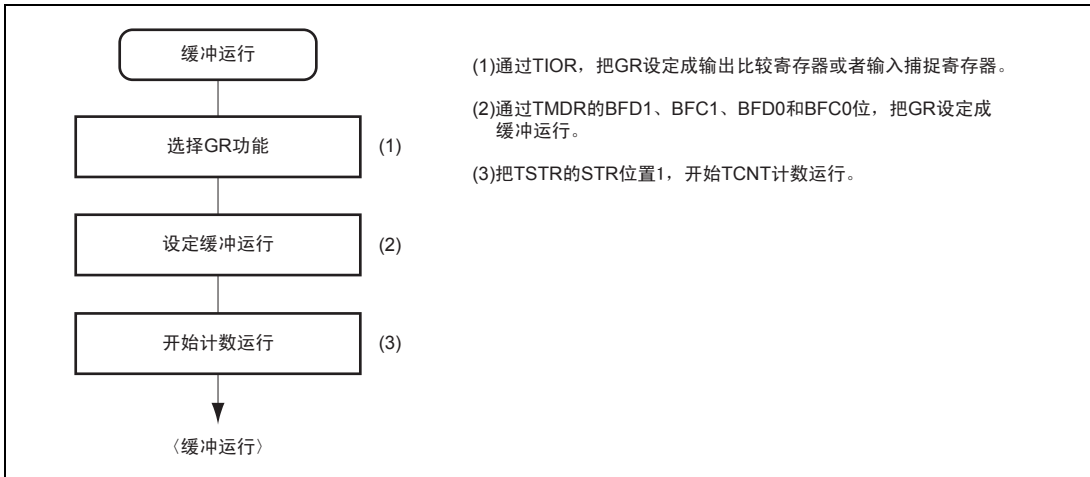 缓冲运行
选择GR功能
(1)
设定缓冲运行
(2)
开始计数运行
(3)
〈缓冲运行〉
(1)通过TIOR，把GR设定成输出比较寄存器或者输入捕捉寄存器。
(2)通过TMDR的BFD1、BFC1、BFD0和BFC0位，把GR设定成
缓冲运行。
(3)把TSTR的STR位置1，开始TCNT计数运行。